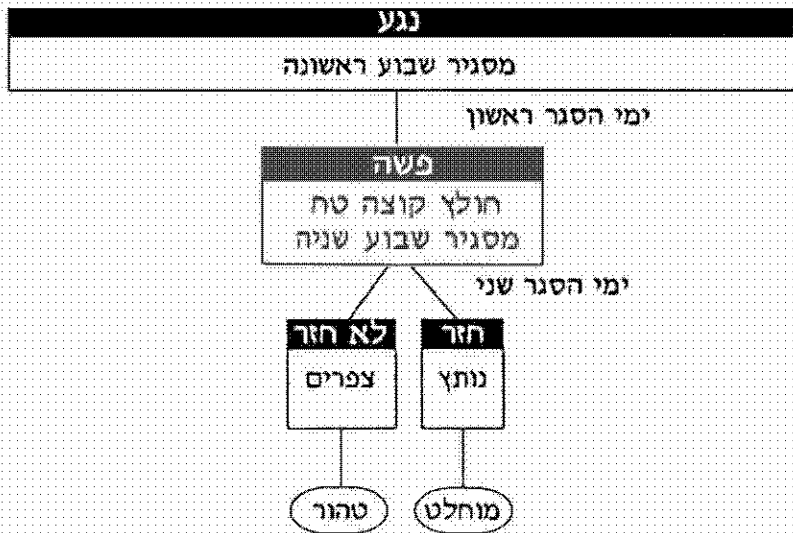 נגע
מסגיר שבוע ראשונה
ימי הסגר ראשון
פשה
חולץ קוצה טח
מסגיר שבוע שניה
ימי הסגר שני
חזר
לא חזר
נותץ
צפרים
מוחלט
טהור